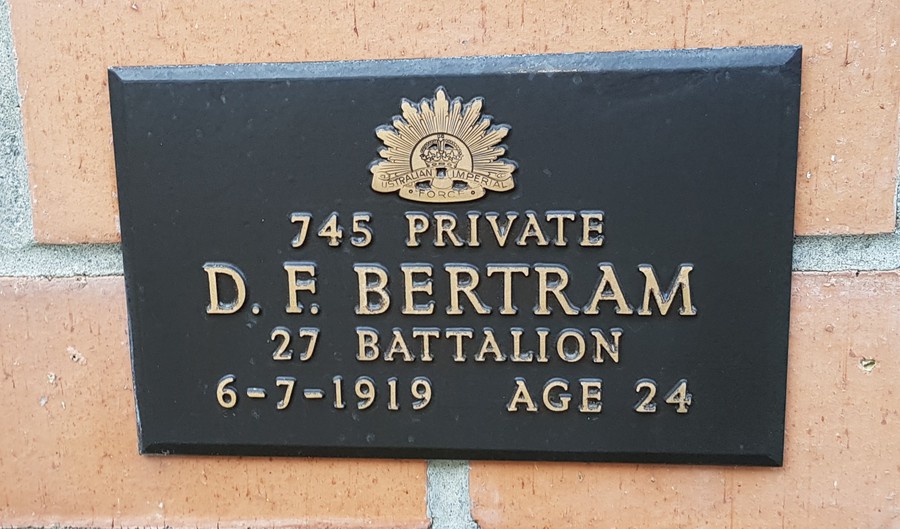 AUSTRALIAN IMPERIAL
FORCE
745 PRIVATE
D. F. BERTRAM
27 BATTALION
6-7-1919 AGE 24